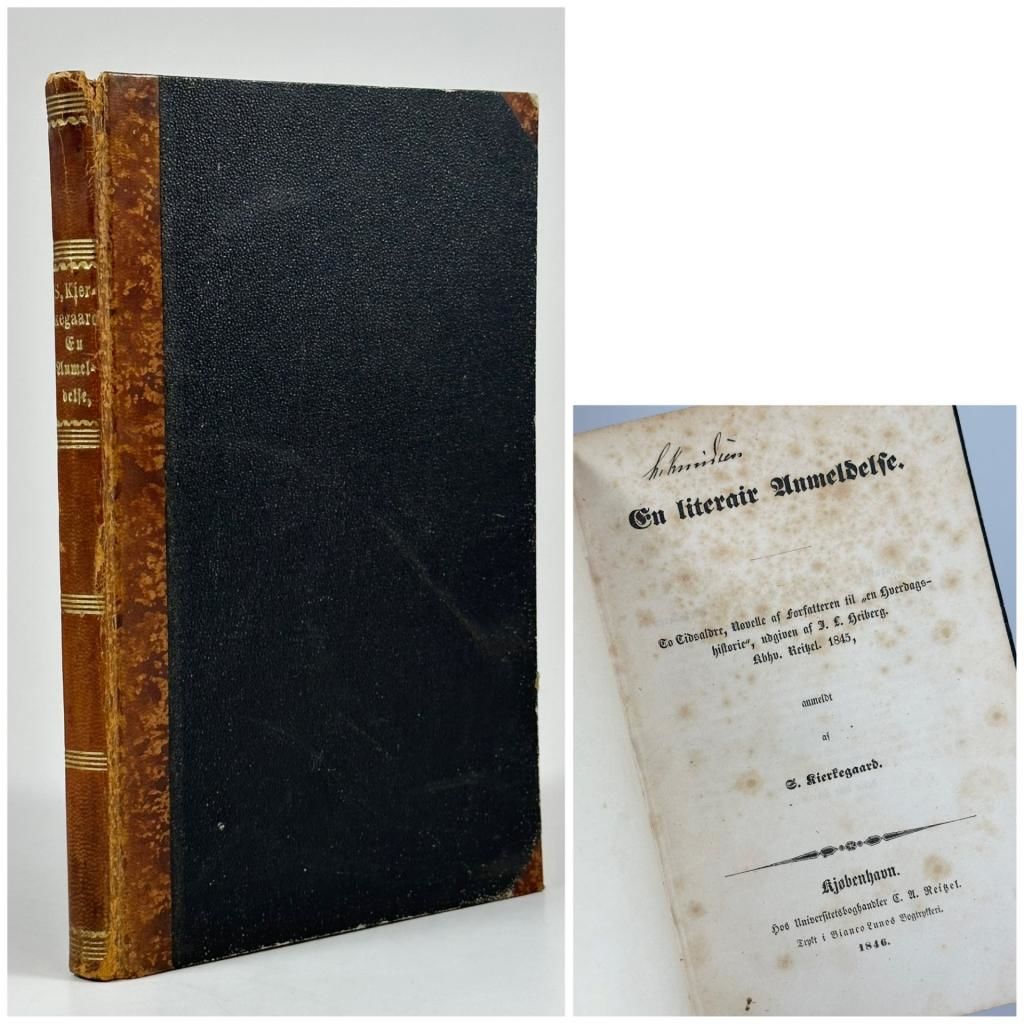 S. Kier-
kegaard
En
Anmel-
delse,
En literair Anmeldelse.
To Tidsaldre, Novelle af Forfatteren til „en Hverdags-
historie“, udgiven af J. L. Heiberg.
Kbhv. Reitzel. 1845,
anmeldt
af
S. Kierkegaard.
Kjøbenhavn.
Hos Universitetsboghandler C. A. Reitzel.
Trykt i Bianco Lunos Bogtrykkeri.
1846.